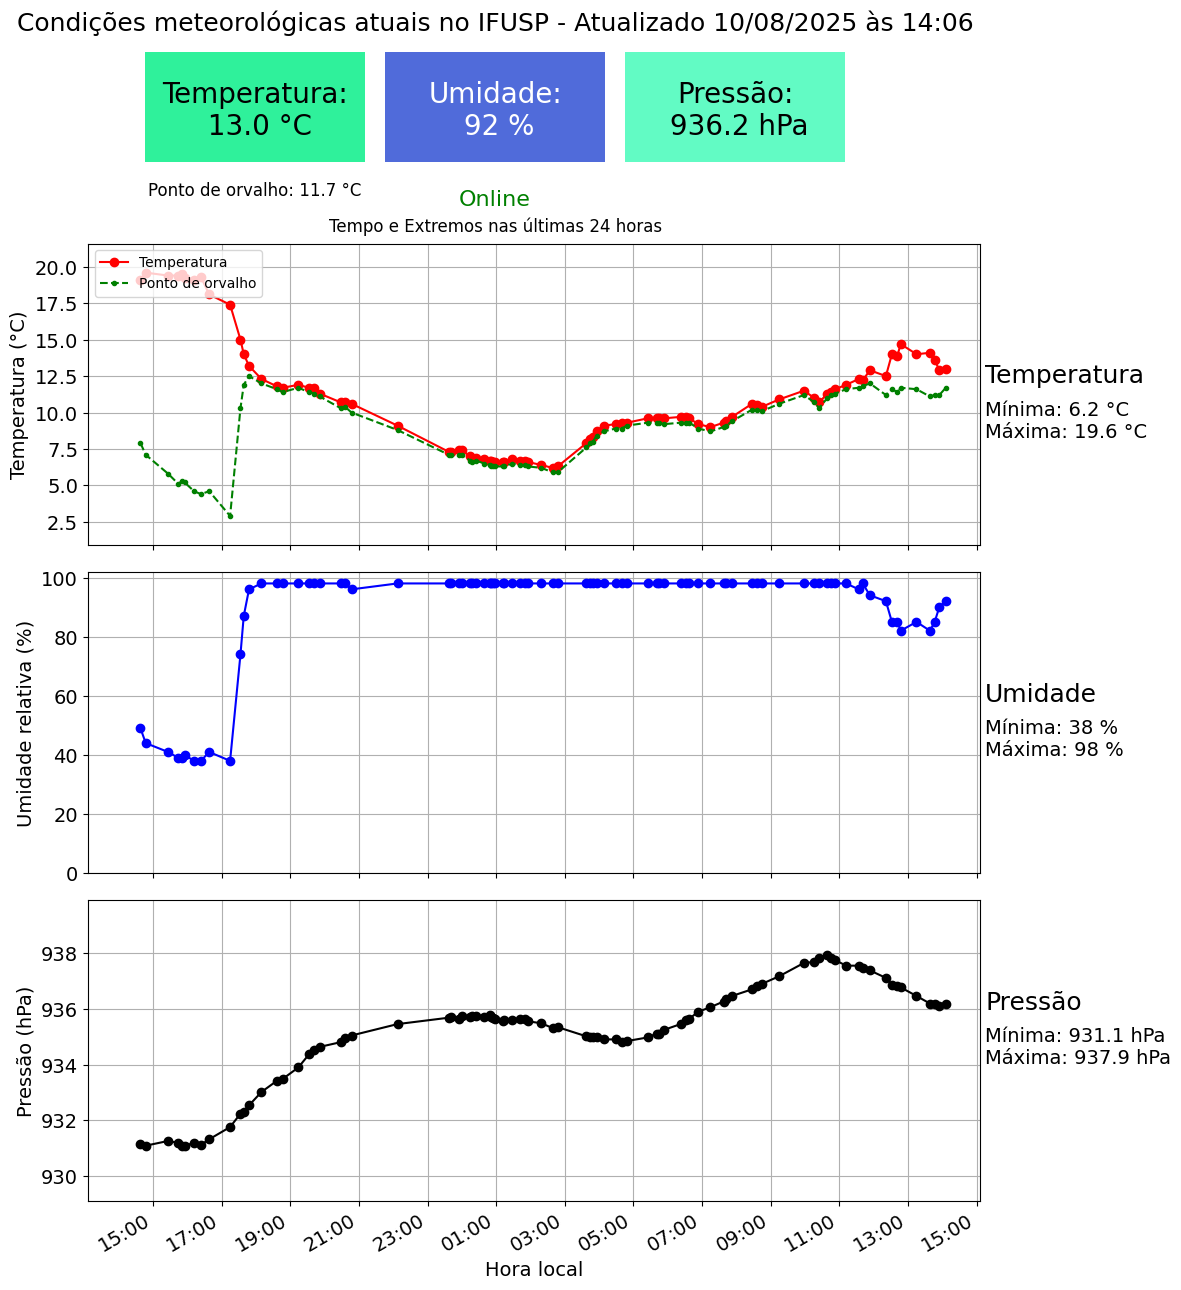 Condições meteorológicas atuais no IFUSP - Atualizado 10/08/2025 às 14:06
Temperatura:
13.0 °C
Umidade:
92 %
Pressão:
936.2 hPa
Ponto de orvalho: 11.7 °C
Online
Tempo e Extremos nas últimas 24 horas
Temperatura
Ponto de orvalho
Temperatura (°C)
20.0
17.5
15.0
12.5
10.0
7.5
5.0
2.5
Temperatura
Mínima: 6.2 °C
Máxima: 19.6 °C
Umidade relativa (%)
100
80
60
40
20
0
Umidade
Mínima: 38 %
Máxima: 98 %
Pressão (hPa)
938
936
934
932
930
Pressão
Mínima: 931.1 hPa
Máxima: 937.9 hPa
15:00
17:00
19:00
21:00
23:00
01:00
03:00
05:00
07:00
09:00
11:00
13:00
15:00
Hora local